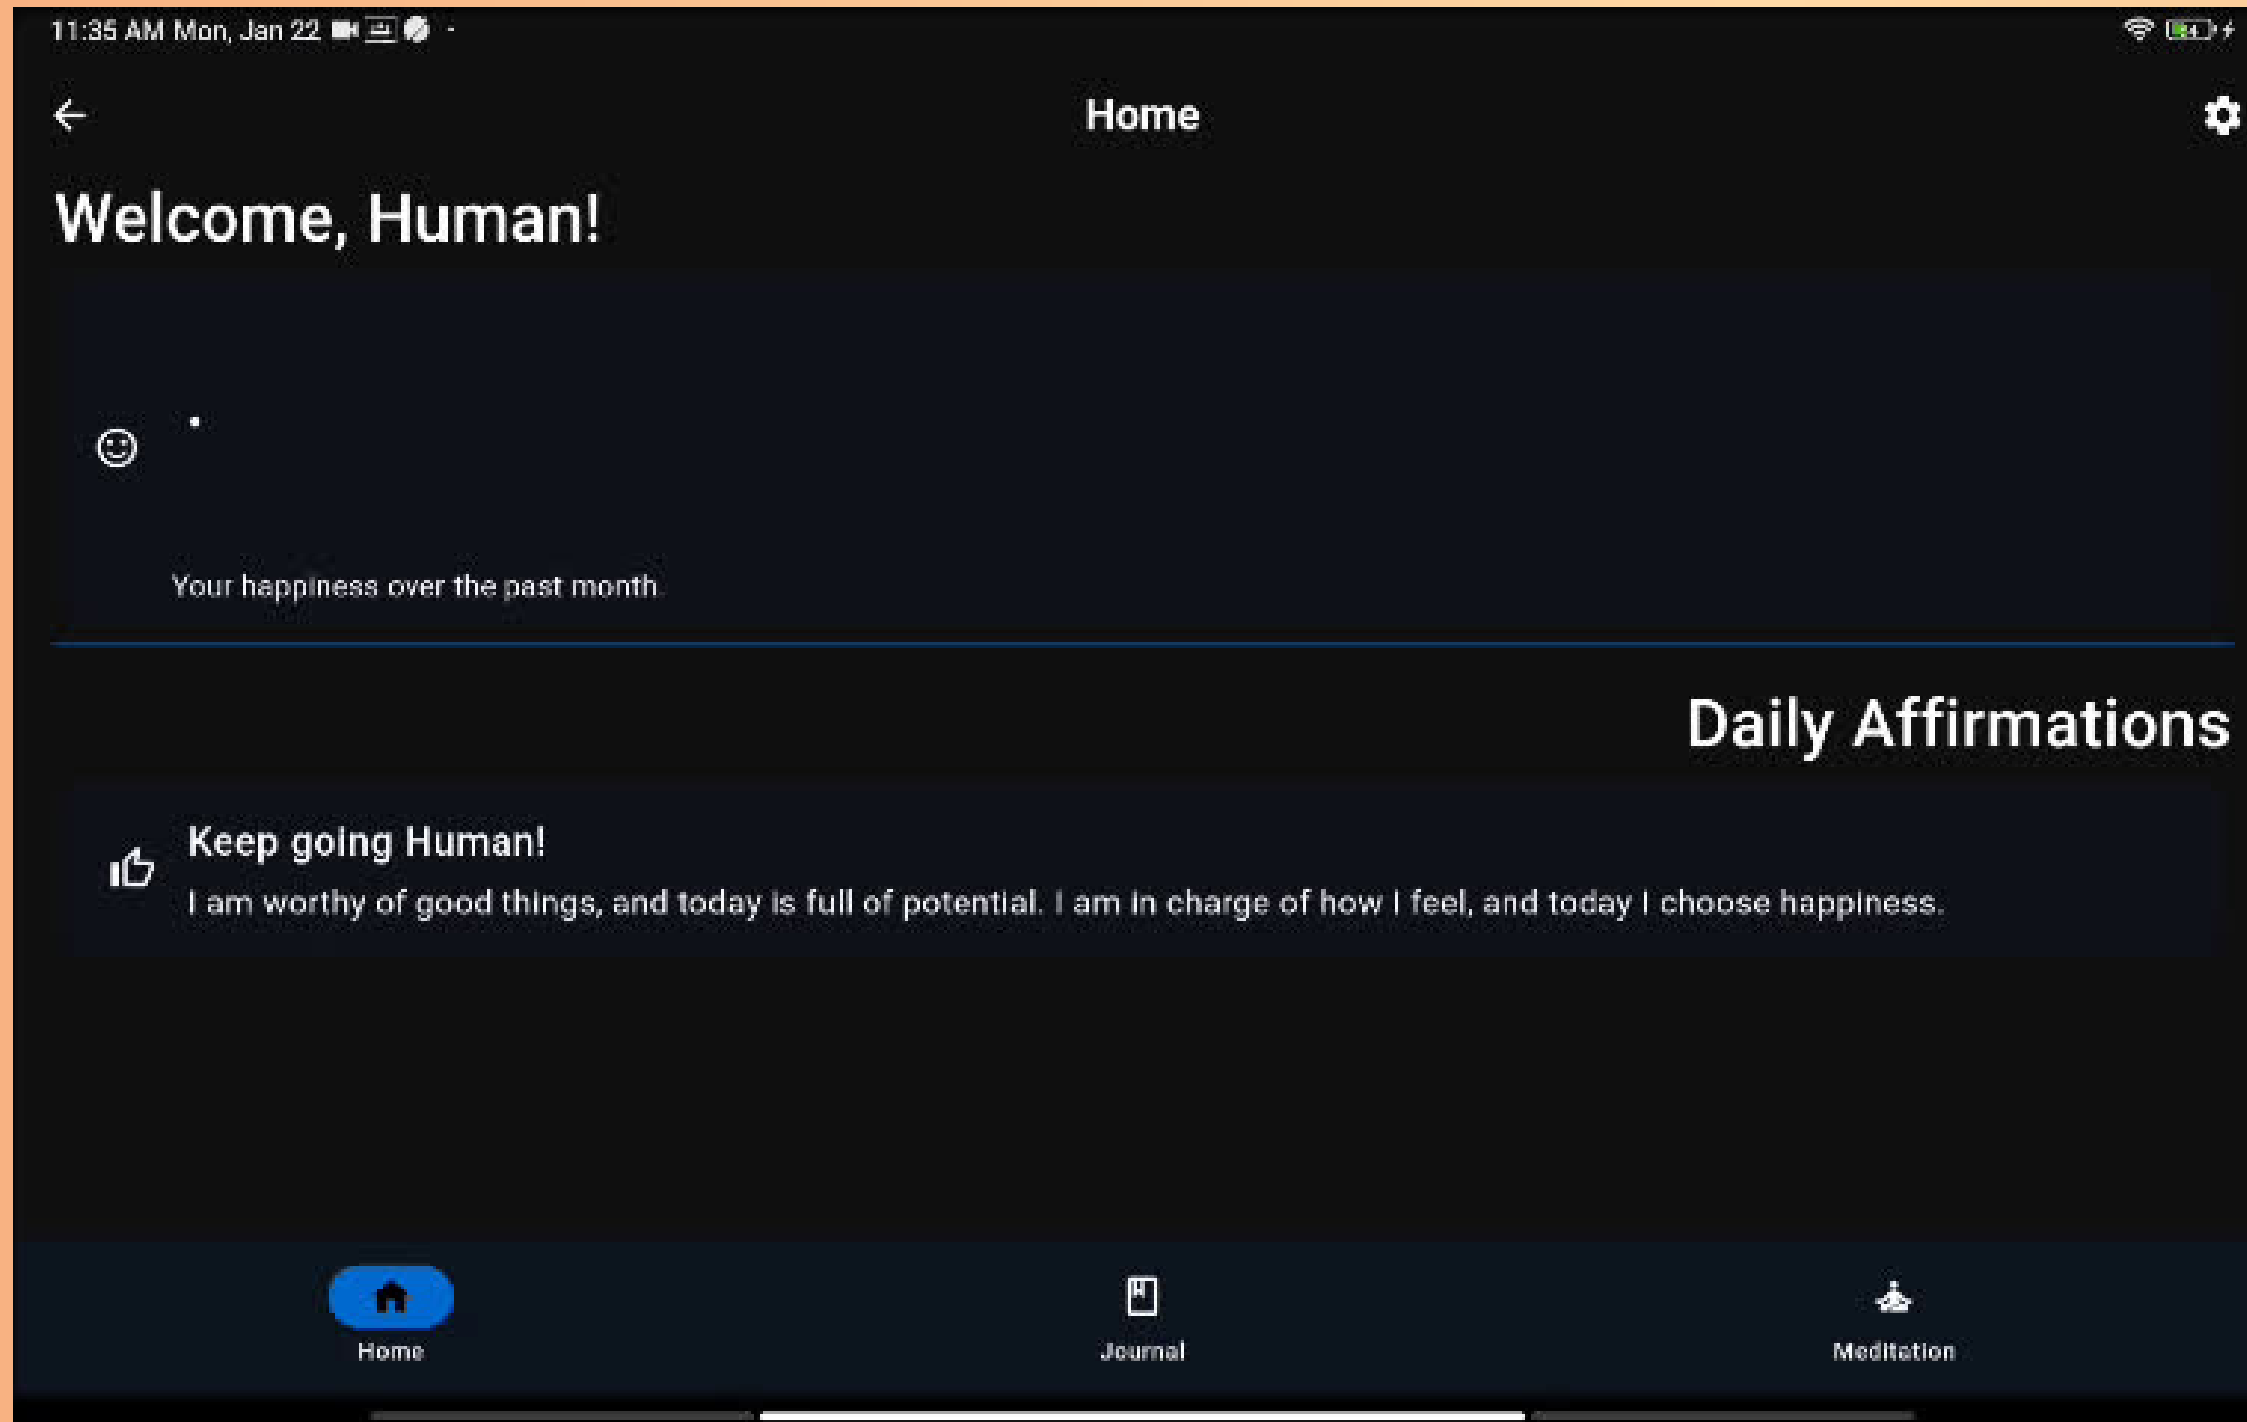 11:35 AM Mon, Jan 22
Home
Welcome, Human!
Your happiness over the past month.
Daily Affirmations
Keep going Human!
I am worthy of good things, and today is full of potential. I am in charge of how I feel, and today I choose happiness.
Home
Journal
Meditation